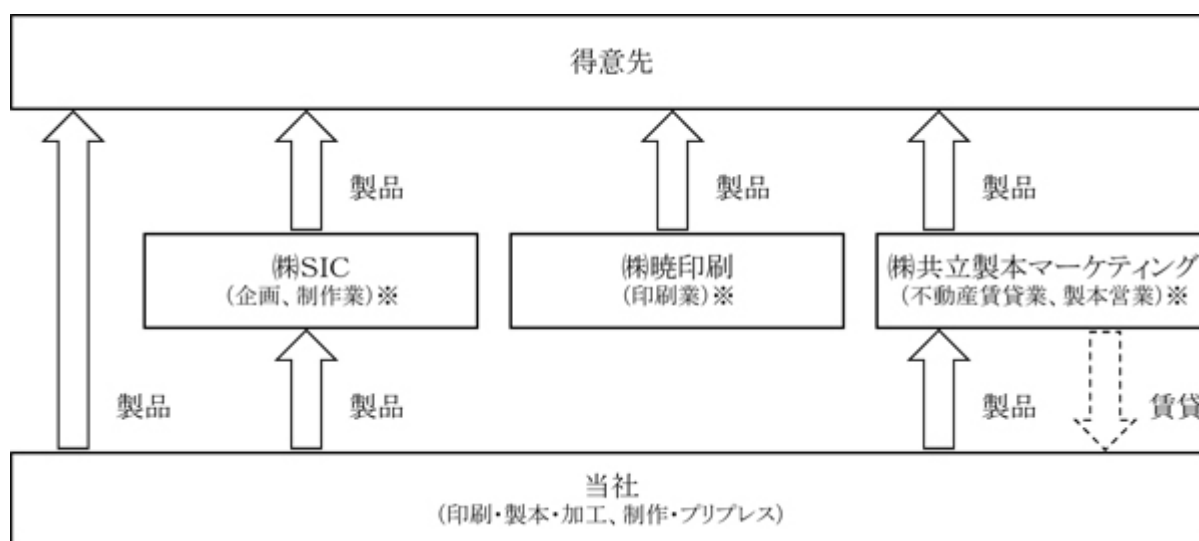 得意先
製品
製品
製品
㈱SIC
(企画、制作業)※
㈱暁印刷
(印刷業)※
㈱共立製本マーケティング
(不動産賃貸業、製本営業)※
製品
製品
製品
賃貸
当社
(印刷・製本・加工、制作・プリプレス)